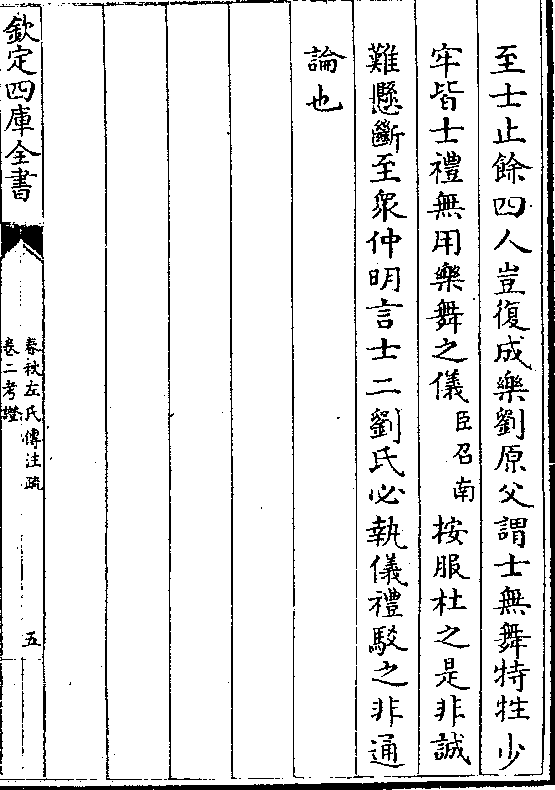 至士止餘四人豈復成樂劉原父謂士無舞特牲少
牢皆士禮無用樂舞之儀臣召南按服杜之是非誠
難懸斷至衆仲明言士二劉氏必執儀禮駁之非通
論也
欽定四庫全書
春秋左氏傳注疏
卷二考證
五